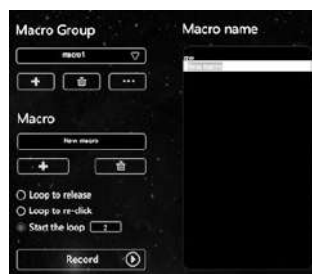 Macro Group
macro1
+
...
Macro
New macro
+
Loop to release
Loop to re-click
Start the loop 2
Record
Macro name